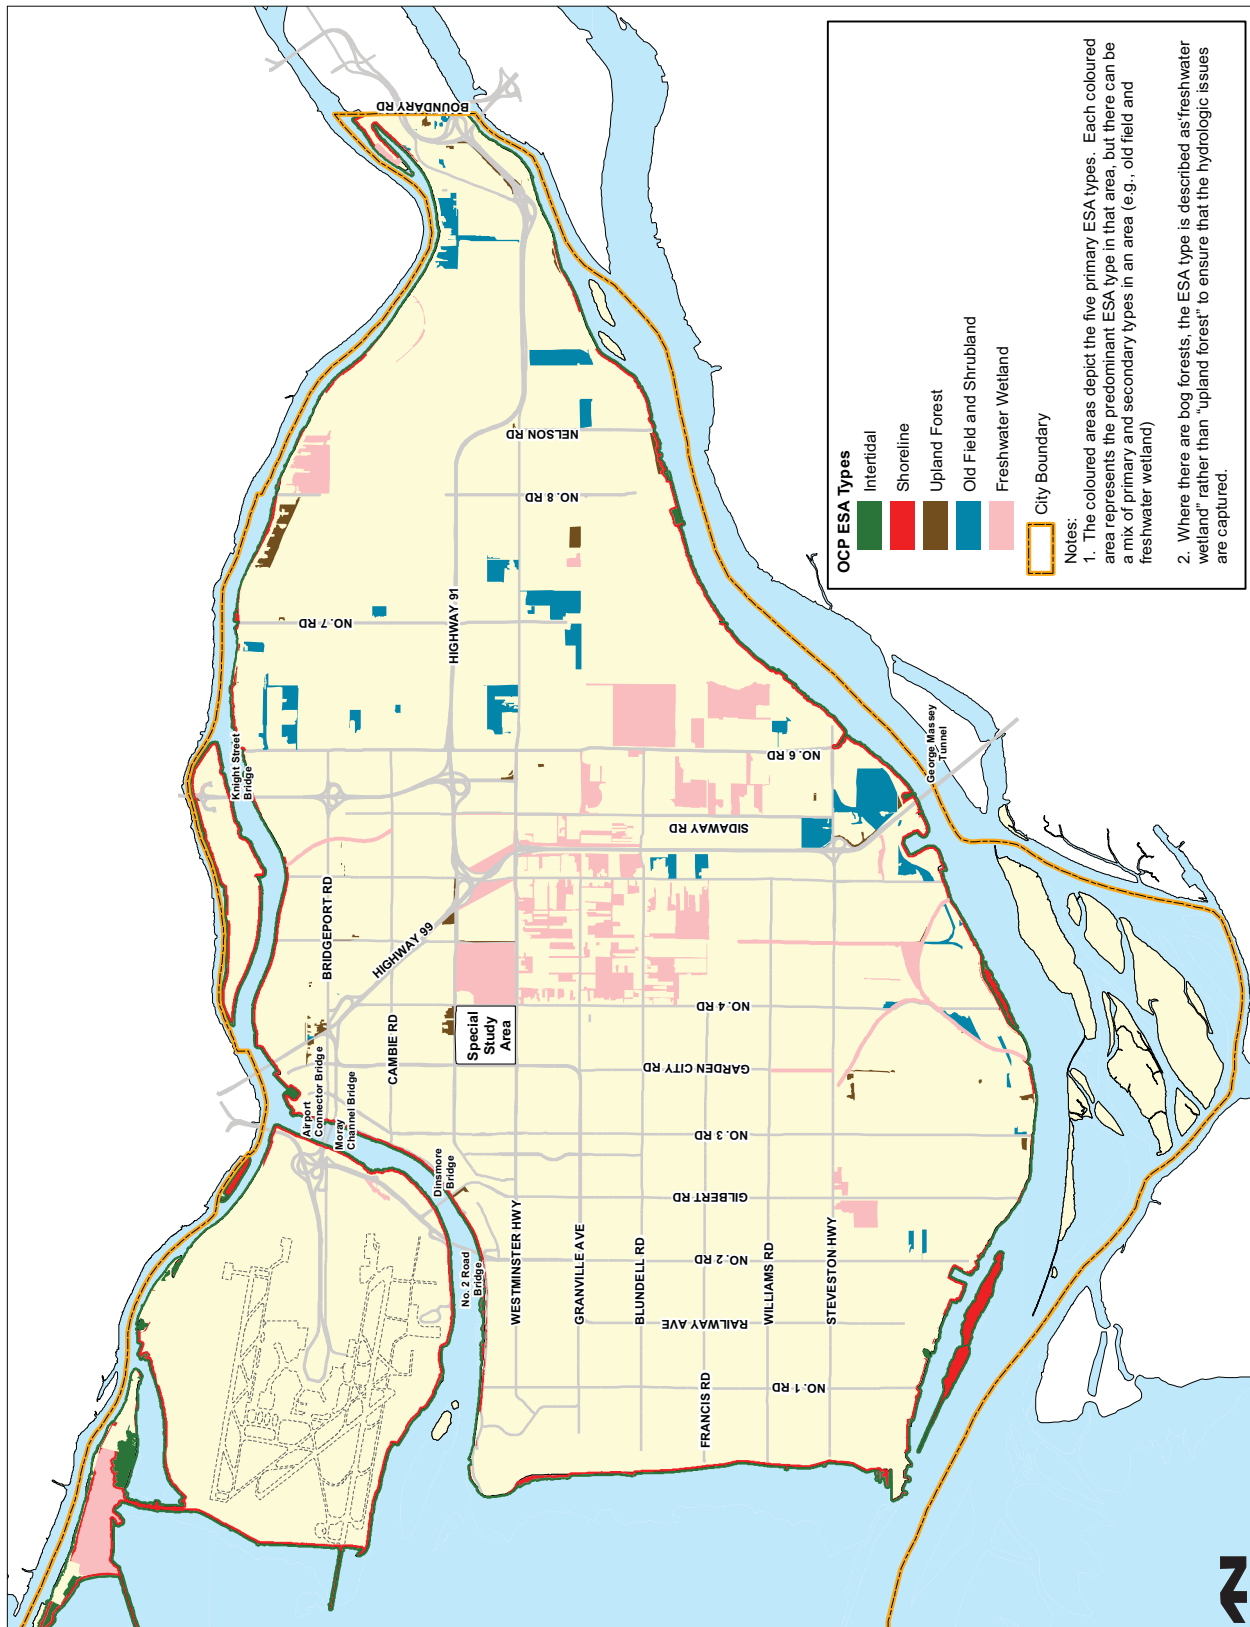 OCP ESA Types
Intertidal
Shoreline
Upland Forest
Old Field and Shrubland
Freshwater Wetland
City Boundary
Notes:
1. The coloured areas depict the five primary ESA types. Each coloured
area represents the predominant ESA type in that area, but there can be
a mix of primary and secondary types in an area (e.g., old field and
freshwater wetland)
2. Where there are bog forests, the ESA type is described as"freshwater
wetland" rather than "upland forest" to ensure that the hydrologic issues
are captured.
BOUNDARY RD
NELSON RD
NO. 8 RD
NO. 7 RD
HIGHWAY 91
Knight Street
Bridge
NO. 6 RD
George Massey
Tunnel
SIDAWAY RD
BRIDGEPORT RD
HIGHWAY 99
NO. 4 RD
Special
Study
Area
CAMBIE RD
GARDEN CITY RD
Airport
Connector Bridge
Moray
Channel Bridge
NO. 3 RD
Dinsmore
Bridge
GILBERT RD
No. 2 Road
Bridge
NO. 2 RD
WESTMINSTER HWY
GRANVILLE AVE
BLUNDELL RD
RAILWAY AVE
WILLIAMS RD
STEVESTON HWY
FRANCIS RD
NO. 1 RD
N